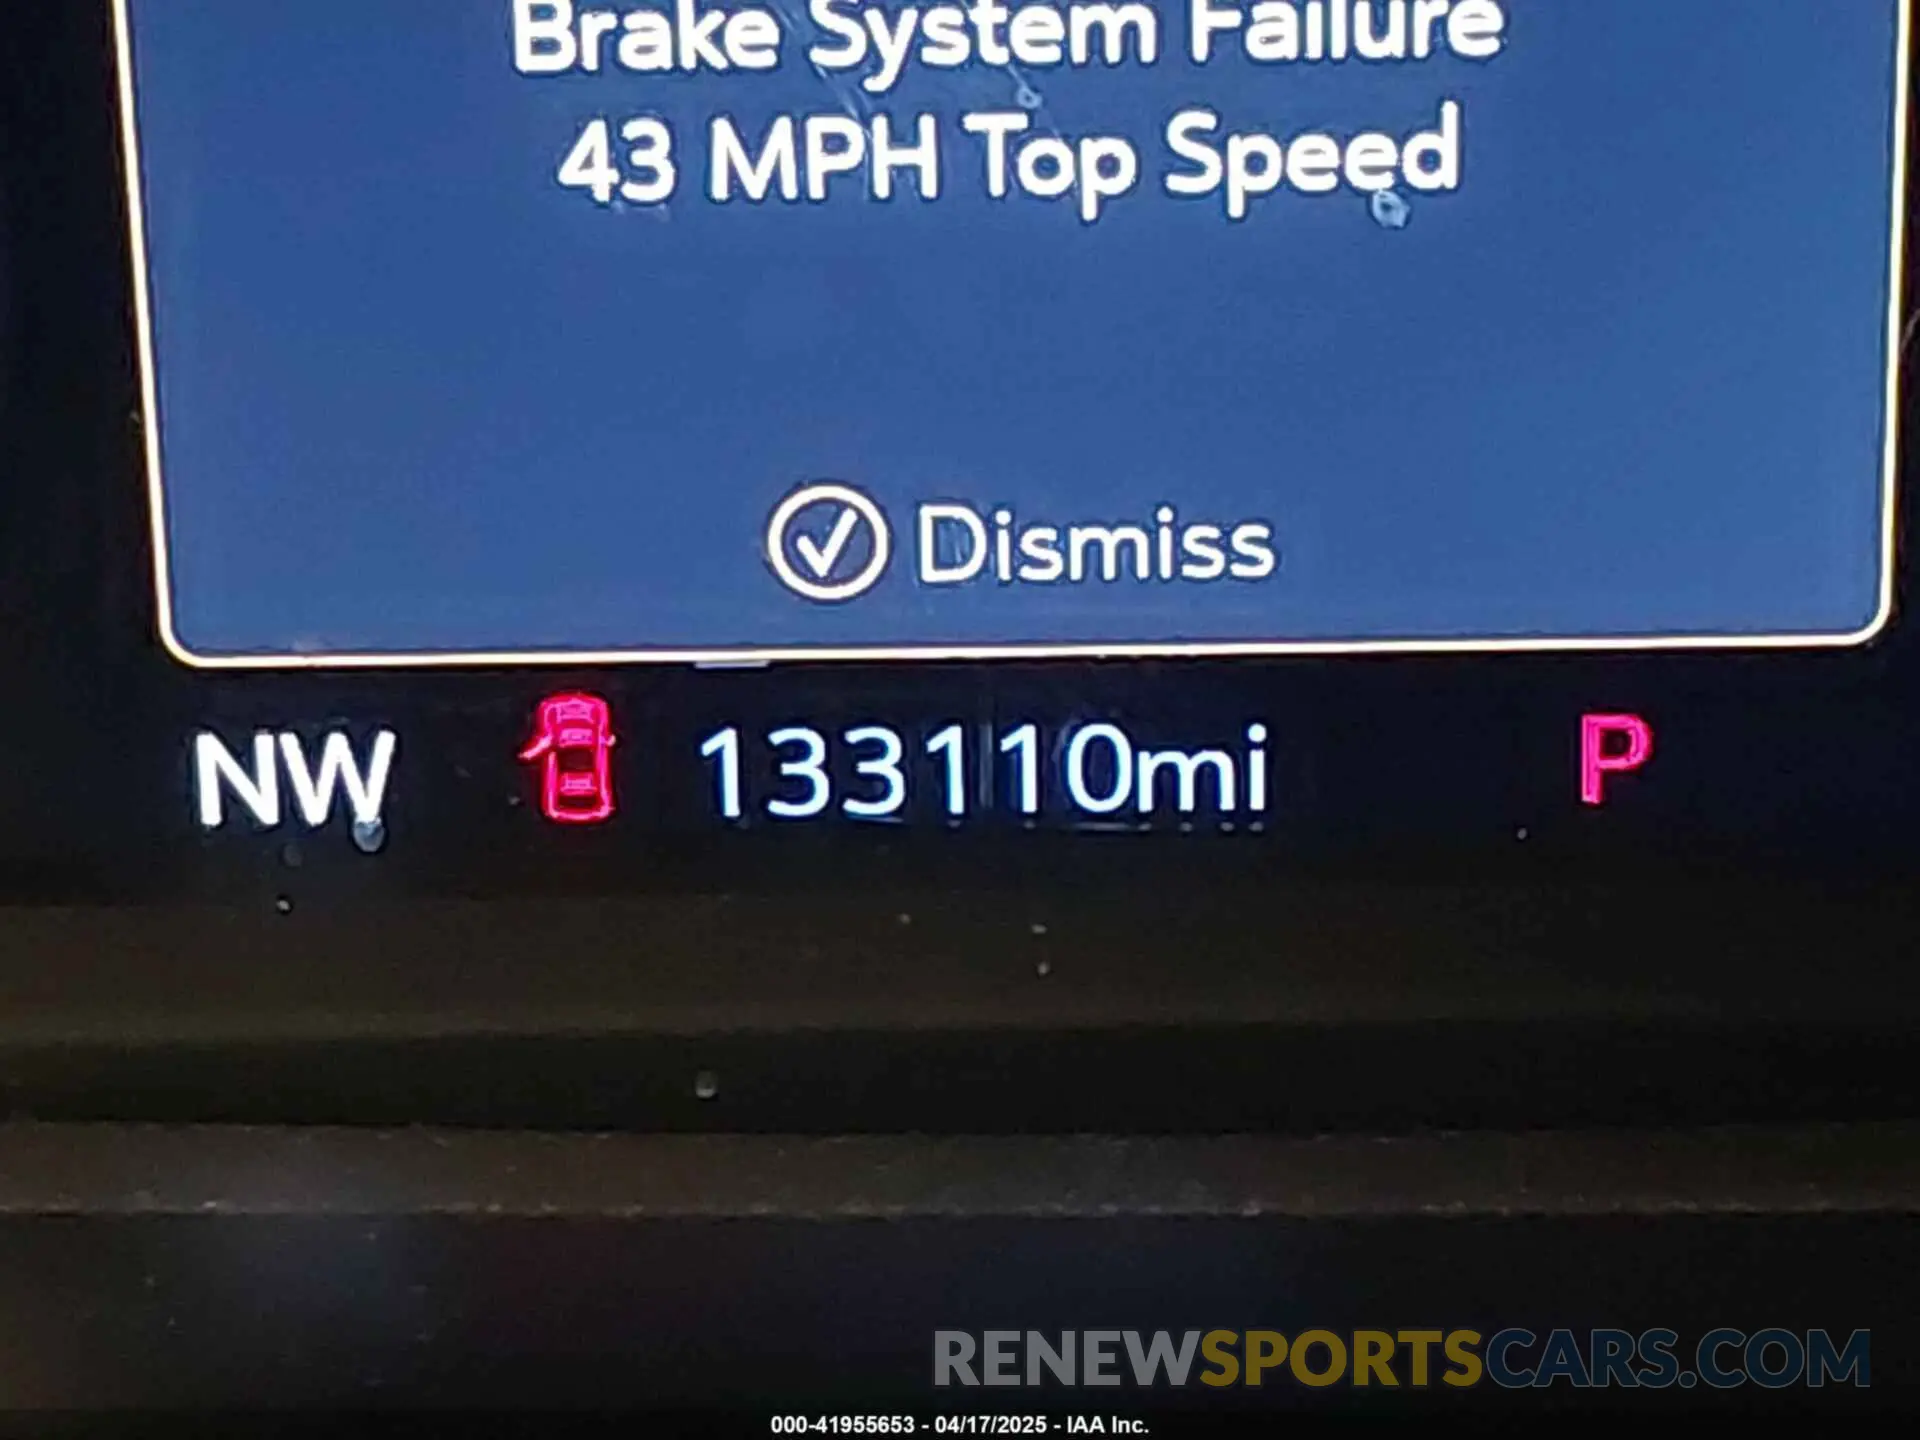 Brake System Failure
43 MPH Top Speed
Dismiss
NW 133110mi P
RENEWSPORTSCARS.COM
000-41955653 - 04/17/2025 - IAA Inc.